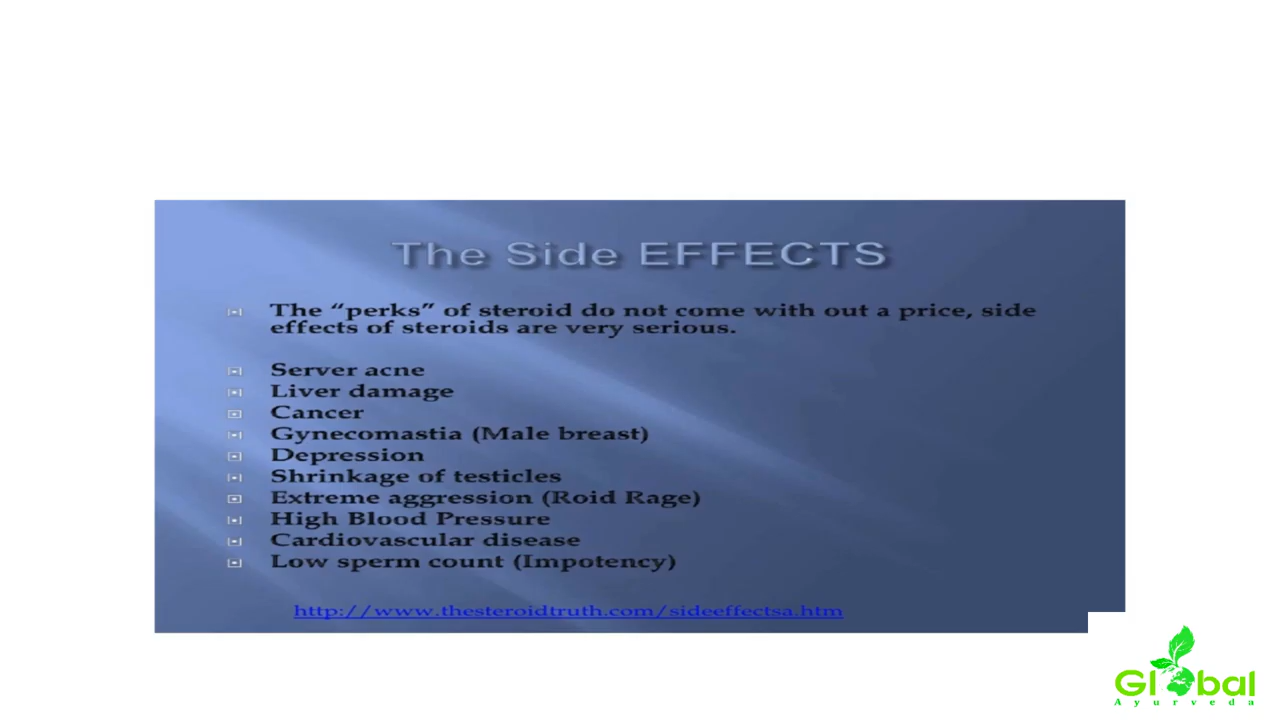 The Side EFFECTS
The “perks” of steroid do not come with out a price, side
effects of steroids are very serious.
Server acne
Liver damage
Cancer
Gynecomastia (Male breast)
Depression
Shrinkage of testicles
Extreme aggression (Roid Rage)
High Blood Pressure
Cardiovascular disease
Low sperm count (Impotency)
http://www.thesteroidtruth.com/sideeffectsa.htm
Global
Ayurveda